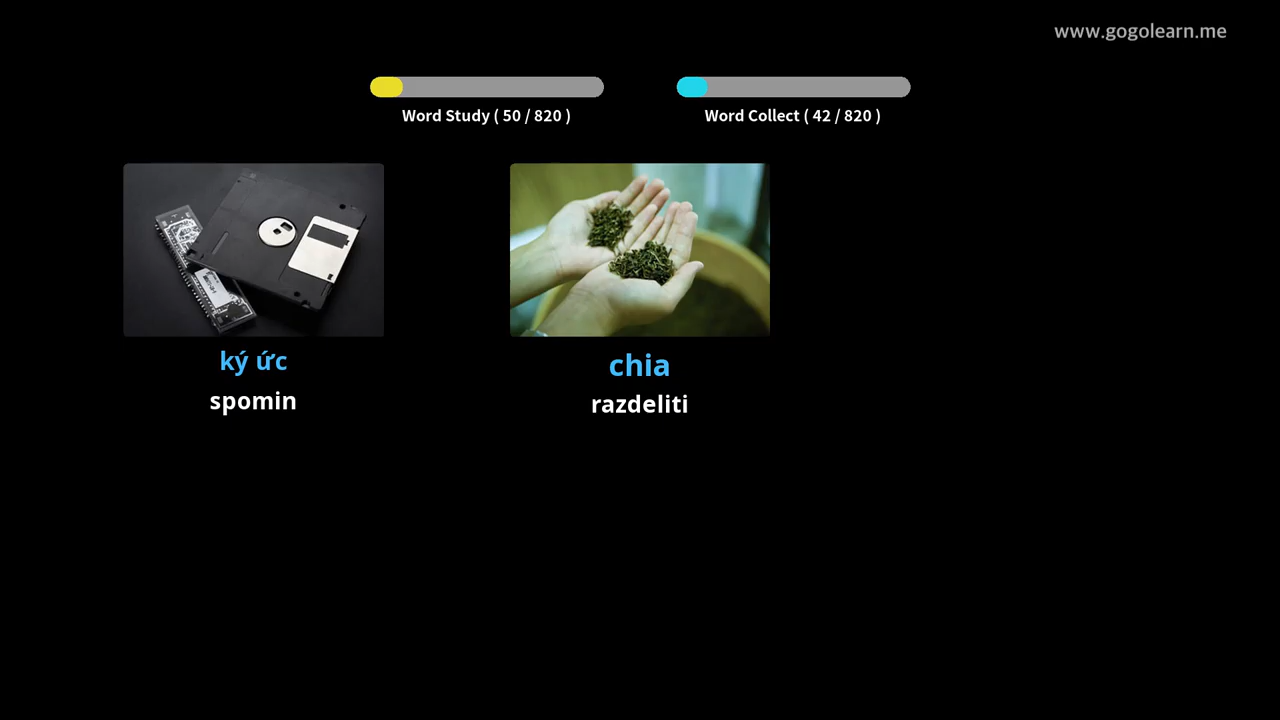 www.gogolearn.me
Word Study ( 50 / 820 )
Word Collect ( 42 / 820 )
ký ức
spomin
chia
razdeliti